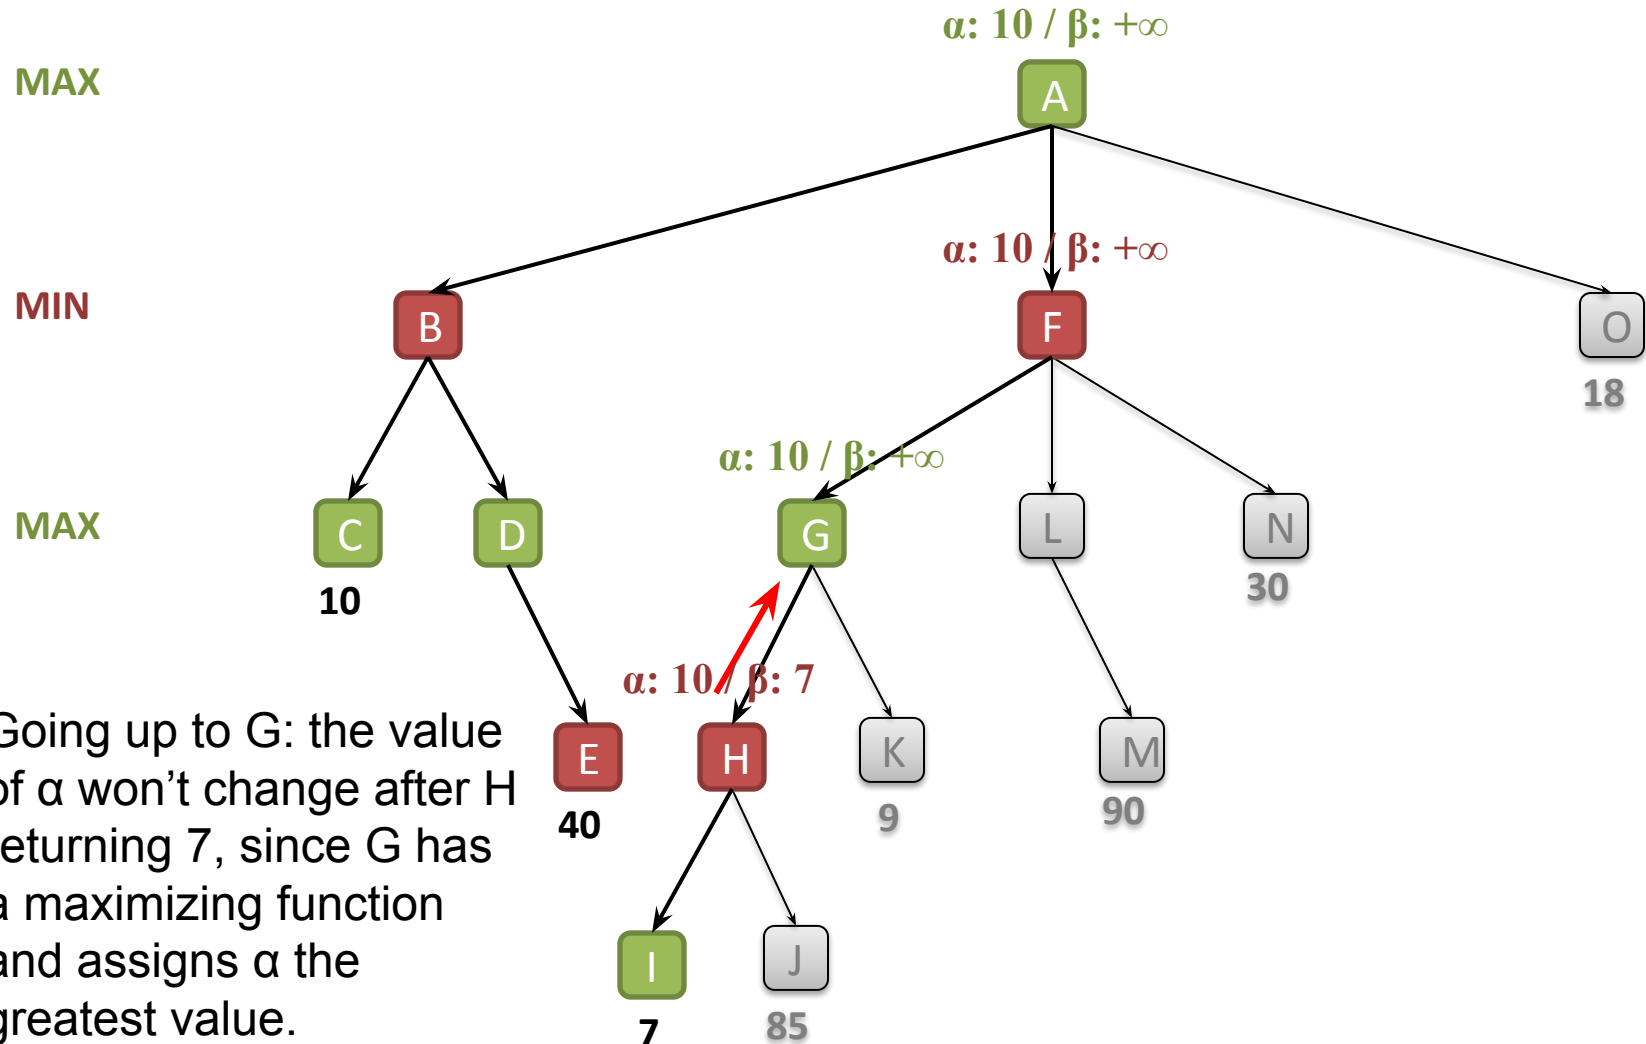 α: 10 / β: +∞
MAX
A
α: 10 / β: +∞
MIN
B
F
O
18
α: 10 / β: +∞
MAX
C
D
G
L
N
10
30
α: 10 / β: 7
Going up to G: the value
of α won’t change after H
returning 7, since G has
a maximizing function
and assigns α the
greatest value.
E
H
K
M
40
9
90
I
J
7
85